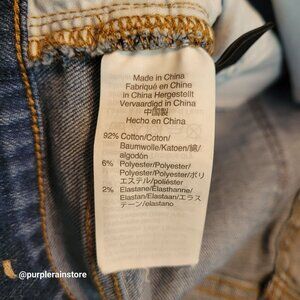 Made in China
Fabriqué en Chine
in China Hergestellt
Vervaardigd in China
中国製
Hecho en China
92% Cotton/Coton/
Baumwolle/Katoen/綿/
algodón
6% Polyester/Polyester/
Polyester/Polyester/ポリ
エステル/poliéster
2% Elastane/Élasthanne/
Elastan/Elastaan/エラス
テーン/elastano
@purplerainstore